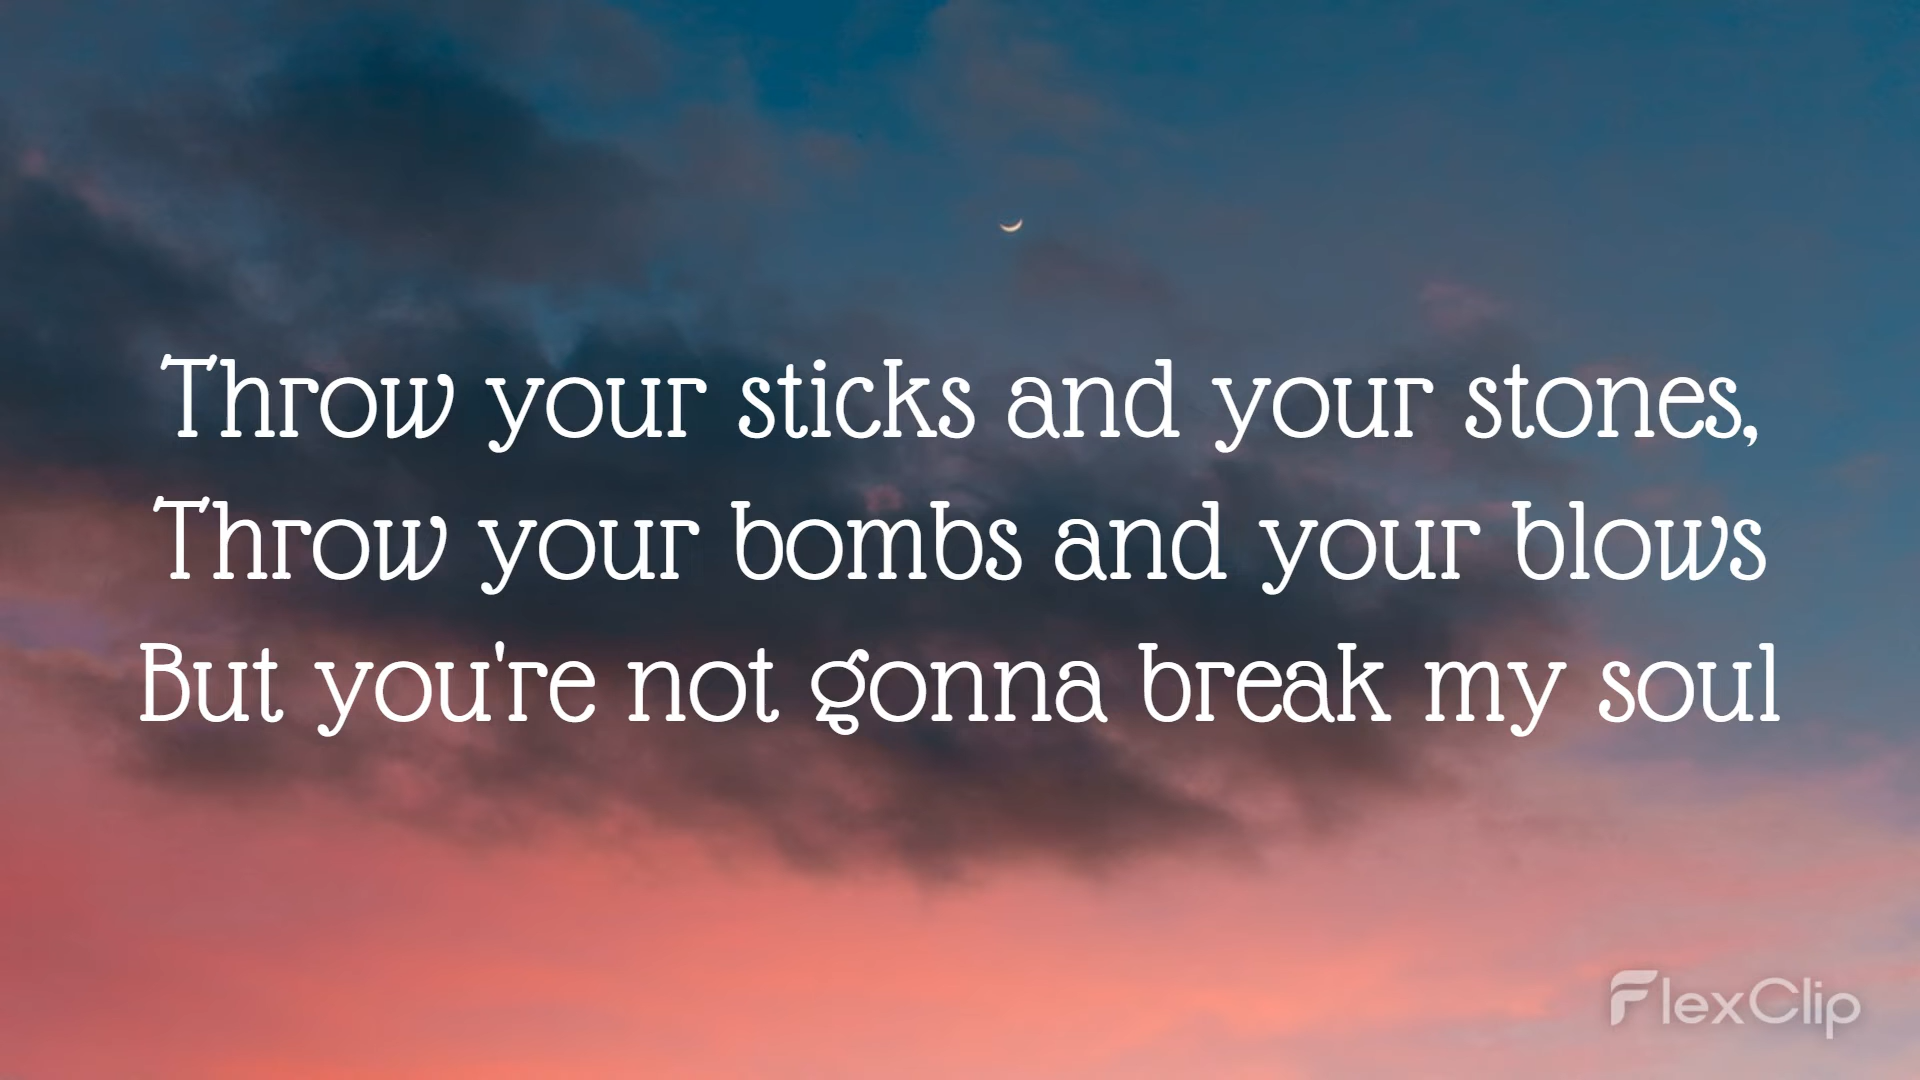 Throw your sticks and your stones,
Throw your bombs and your blows
But you're not gonna break my soul
FlexClip